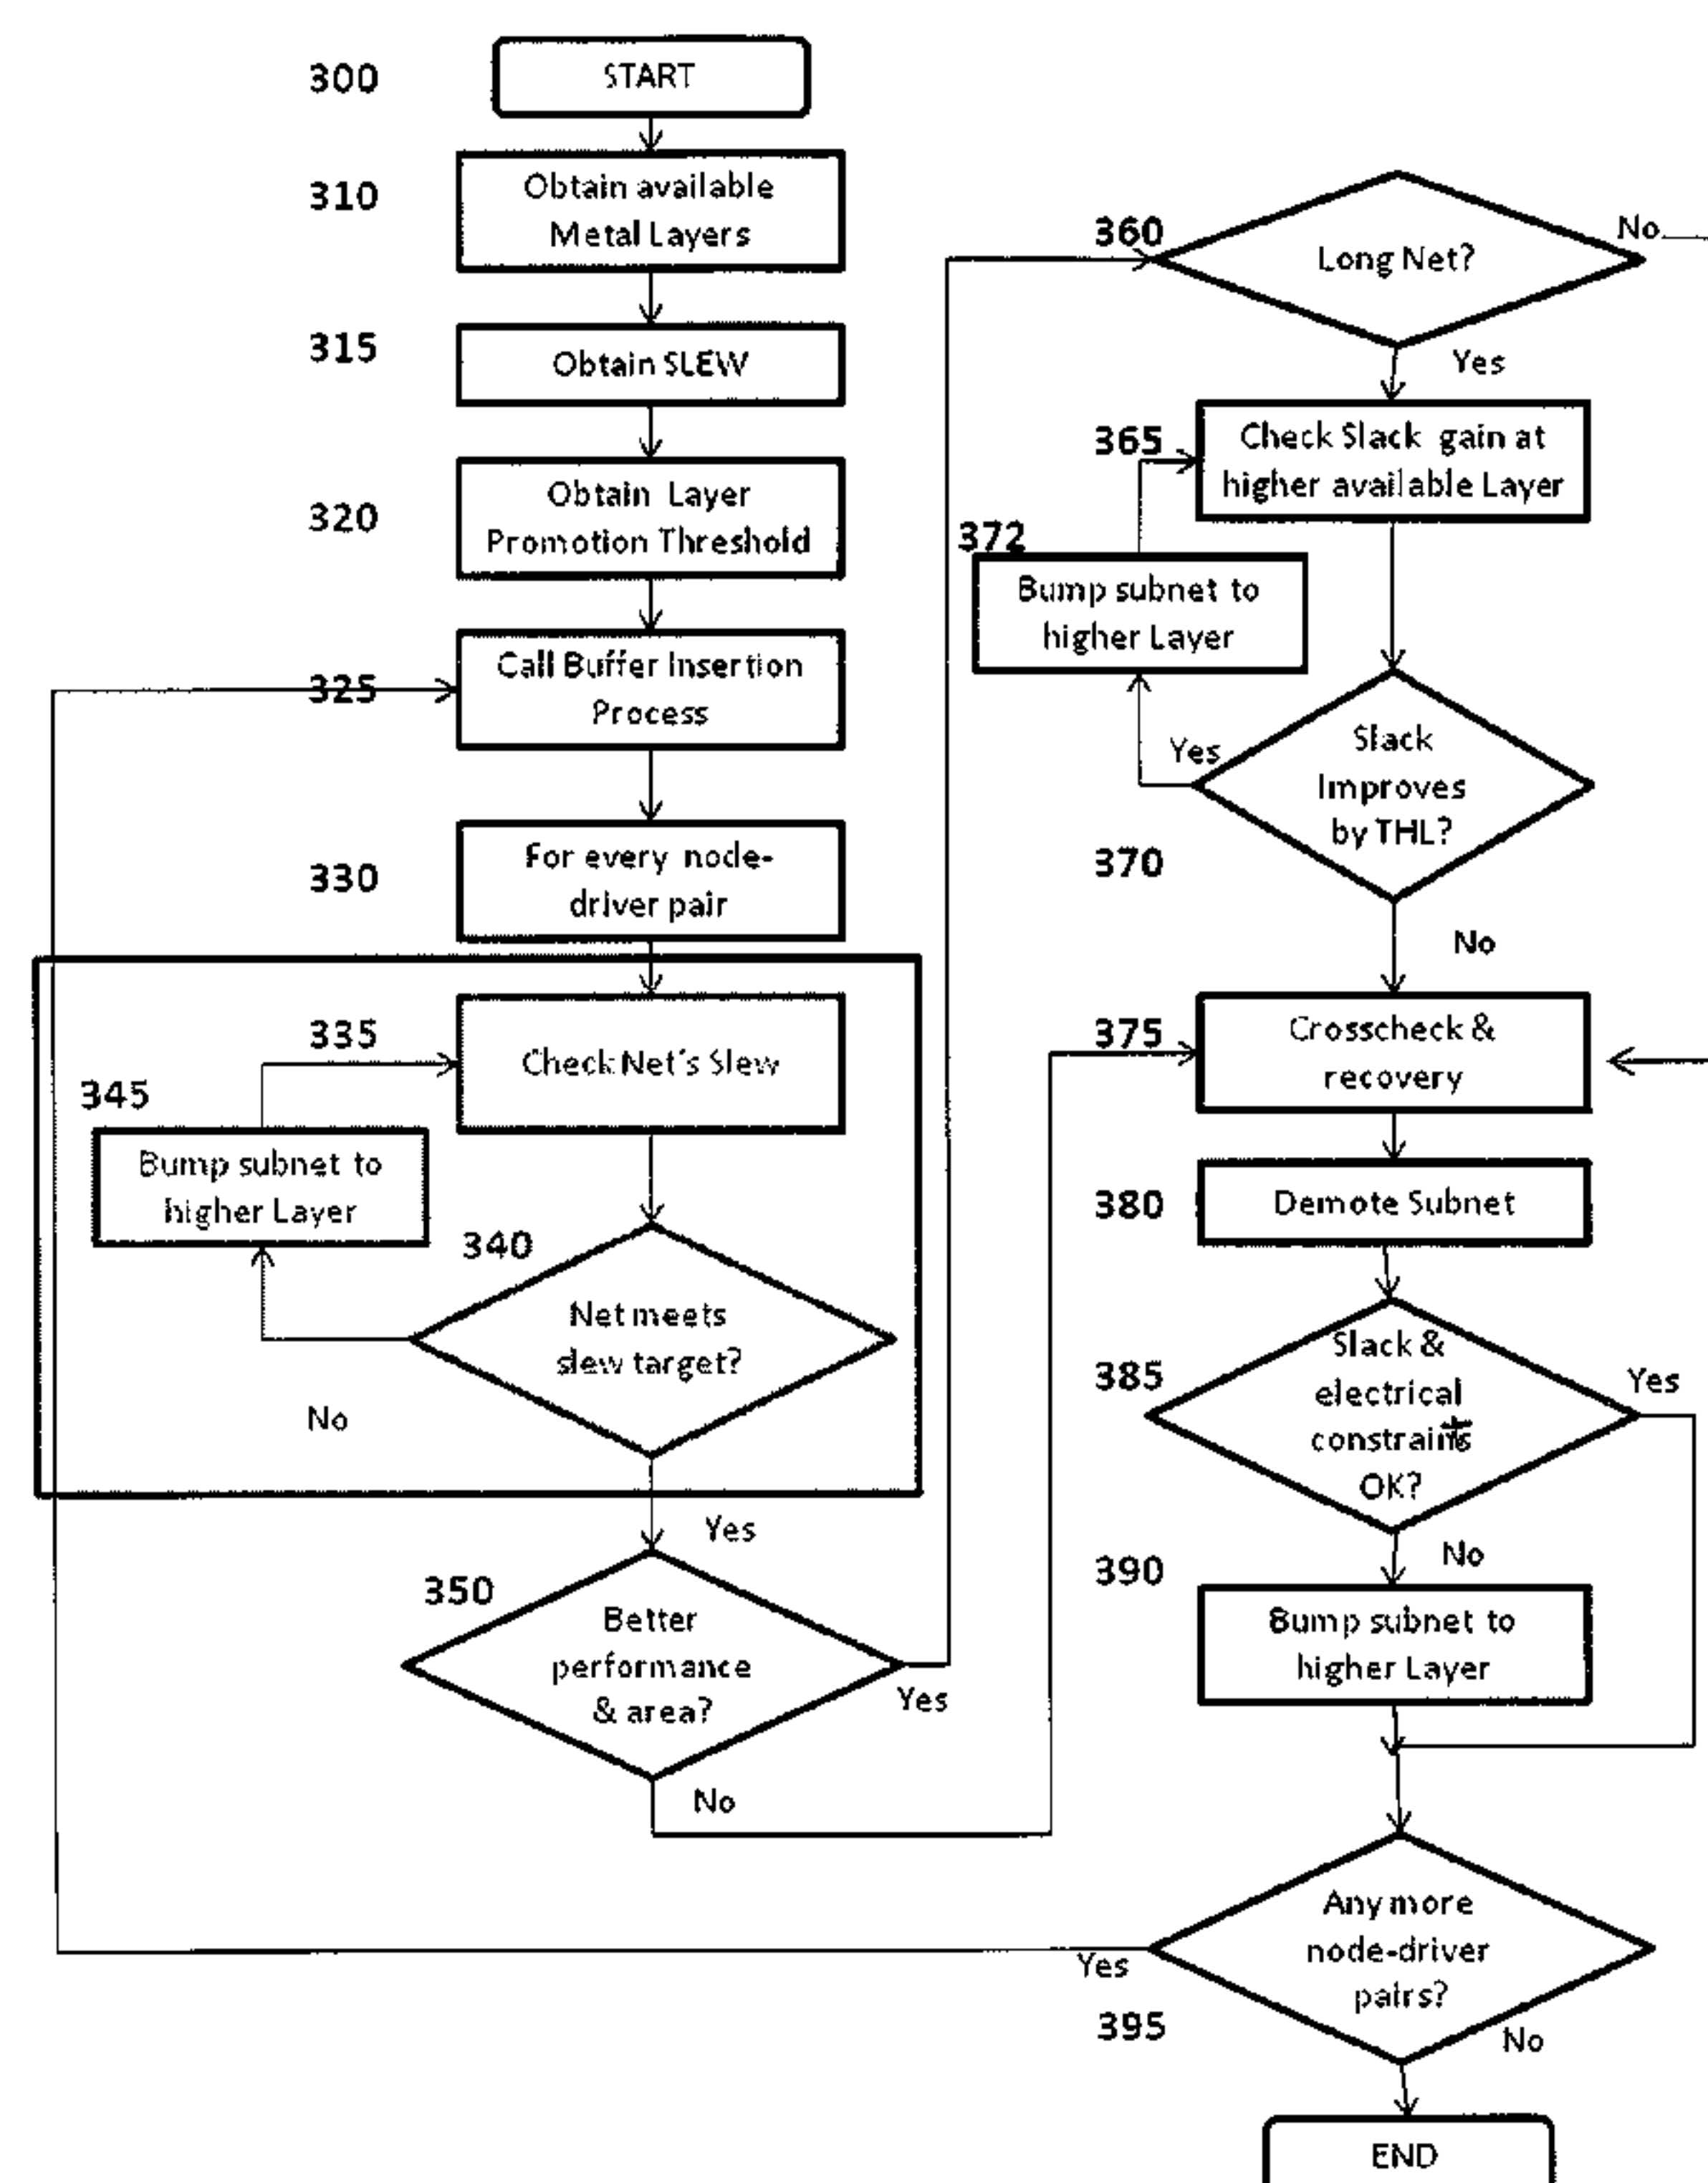 300
START
310
Obtain available
Metal Layers
315
Obtain SLEW
320
Obtain Layer
Promotion Threshold
325
Call Buffer Insertion
Process
330
For every node-
driver pair
335
Check Net's Slew
345
Bump subnet to
higher Layer
340
Net meets
slew target?
No
Yes
350
Better
performance
& area?
Yes
No
360
Long Net?
No
Yes
365
Check Slack gain at
higher available Layer
372
Bump subnet to
higher Layer
Yes
Slack
Improves
by THL?
370
No
375
Crosscheck &
recovery
380
Demote Subnet
385
Slack &
electrical
constraints
OK?
Yes
No
390
Bump subnet to
higher Layer
Any more
node-driver
pairs?
Yes
395
No
END